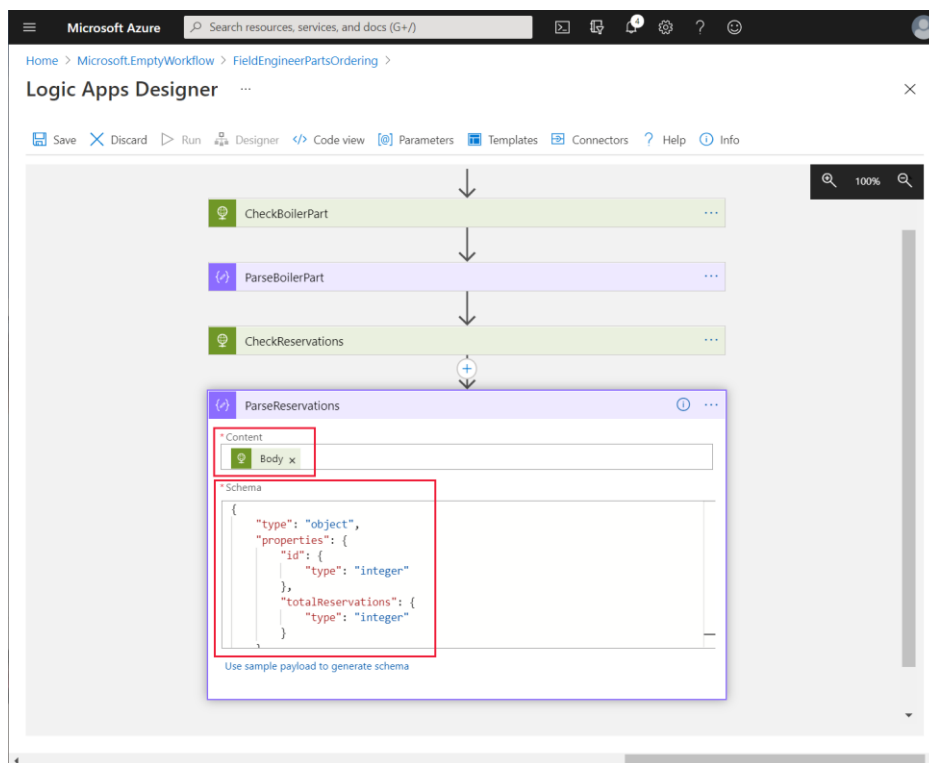 Microsoft Azure
Search resources, services, and docs (G+/)
4
Home > Microsoft.EmptyWorkflow > FieldEngineerPartsOrdering >
Logic Apps Designer ...
Save Discard Run Designer Code view Parameters Templates Connectors Help Info
100%
CheckBoilerPart
ParseBoilerPart
CheckReservations
ParseReservations
* Content
Body ×
* Schema
{
"type": "object",
"properties": {
"id": {
"type": "integer"
},
"totalReservations": {
"type": "integer"
}
}
Use sample payload to generate schema